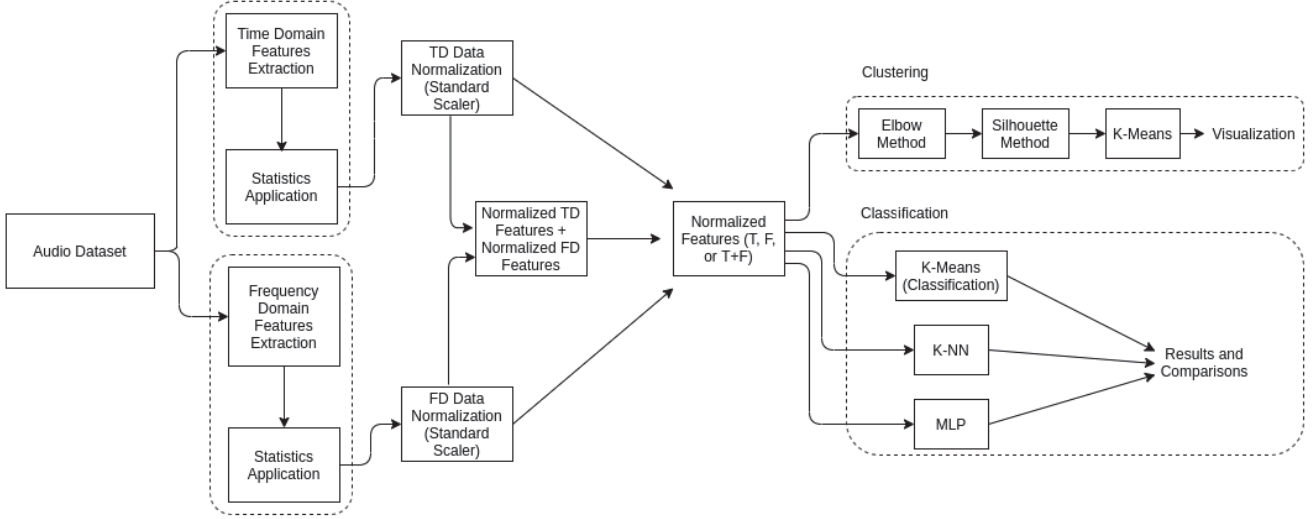 Audio Dataset
Time Domain
Features
Extraction
Statistics
Application
Frequency
Domain
Features
Extraction
Statistics
Application
TD Data
Normalization
(Standard
Scaler)
Normalized TD
Features +
Normalized FD
Features
FD Data
Normalization
(Standard
Scaler)
Normalized
Features (T, F,
or T+F)
Clustering
Elbow
Method
Silhouette
Method
K-Means
Visualization
Classification
K-Means
(Classification)
K-NN
MLP
Results and
Comparisons